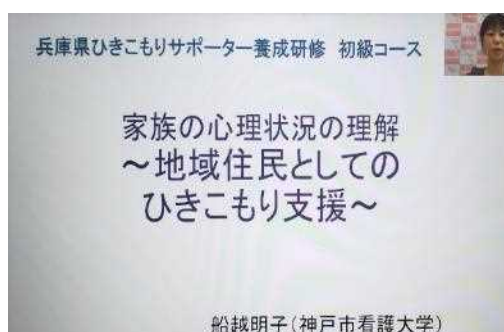 兵庫県ひきこもりサポーター養成研修 初級コース
家族の心理状況の理解
～地域住民としての
ひきこもり支援～
船越明子(神戸市看護大学)